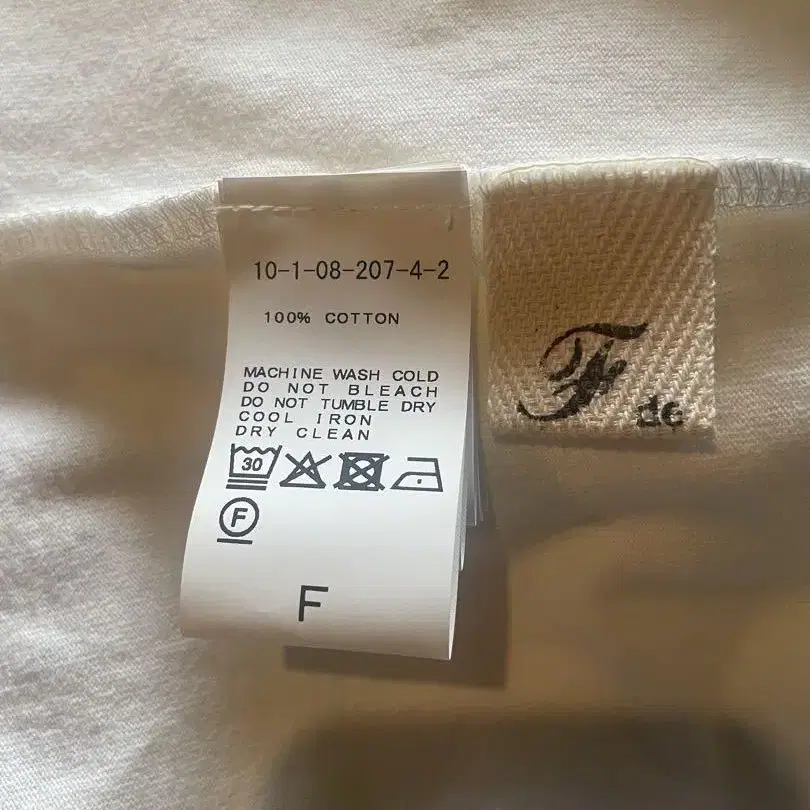 10-1-08-207-4-2
100% COTTON
MACHINE WASH COLD
DO NOT BLEACH
DO NOT TUMBLE DRY
COOL IRON
DRY CLEAN
30
F
F
F
de